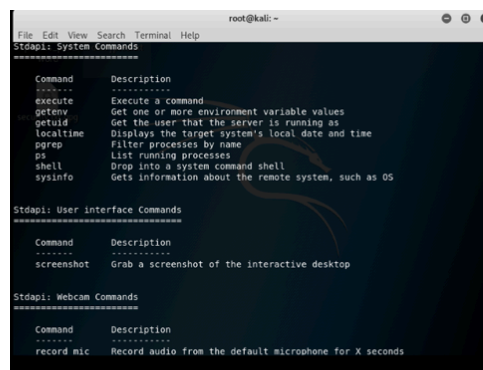 root@kali: ~
File Edit View Search Terminal Help
Stdapi: System Commands
=======================
Command Description
------- -----------
execute Execute a command
getenv Get one or more environment variable values
getuid Get the user that the server is running as
localtime Displays the target system's local date and time
pgrep Filter processes by name
ps List running processes
shell Drop into a system command shell
sysinfo Gets information about the remote system, such as OS
Stdapi: User interface Commands
===============================
Command Description
------- -----------
screenshot Grab a screenshot of the interactive desktop
Stdapi: Webcam Commands
=======================
Command Description
------- -----------
record_mic Record audio from the default microphone for X seconds